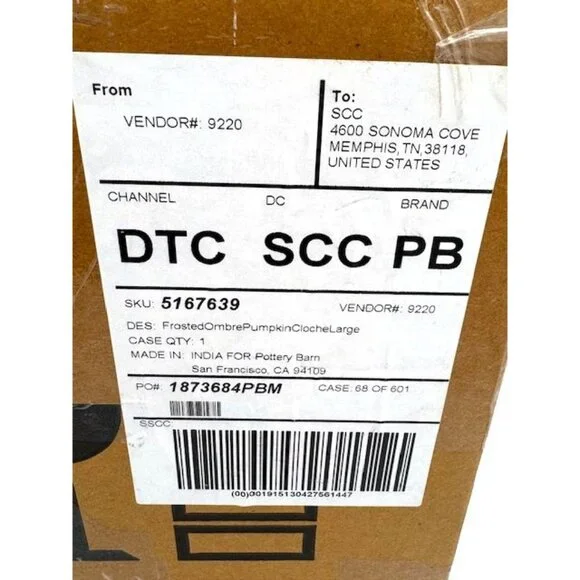 From
VENDOR#: 9220
To:
SCC
4600 SONOMA COVE
MEMPHIS,TN,38118,
UNITED STATES
CHANNEL DC BRAND
DTC SCC PB
SKU: 5167639 VENDOR#: 9220
DES: FrostedOmbrePumpkinClocheLarge
CASE QTY: 1
MADE IN: INDIA FOR Pottery Barn
San Francisco, CA 94109
PO#: 1873684PBM CASE: 68 OF 601
SSCC:
(00)001915130427561447